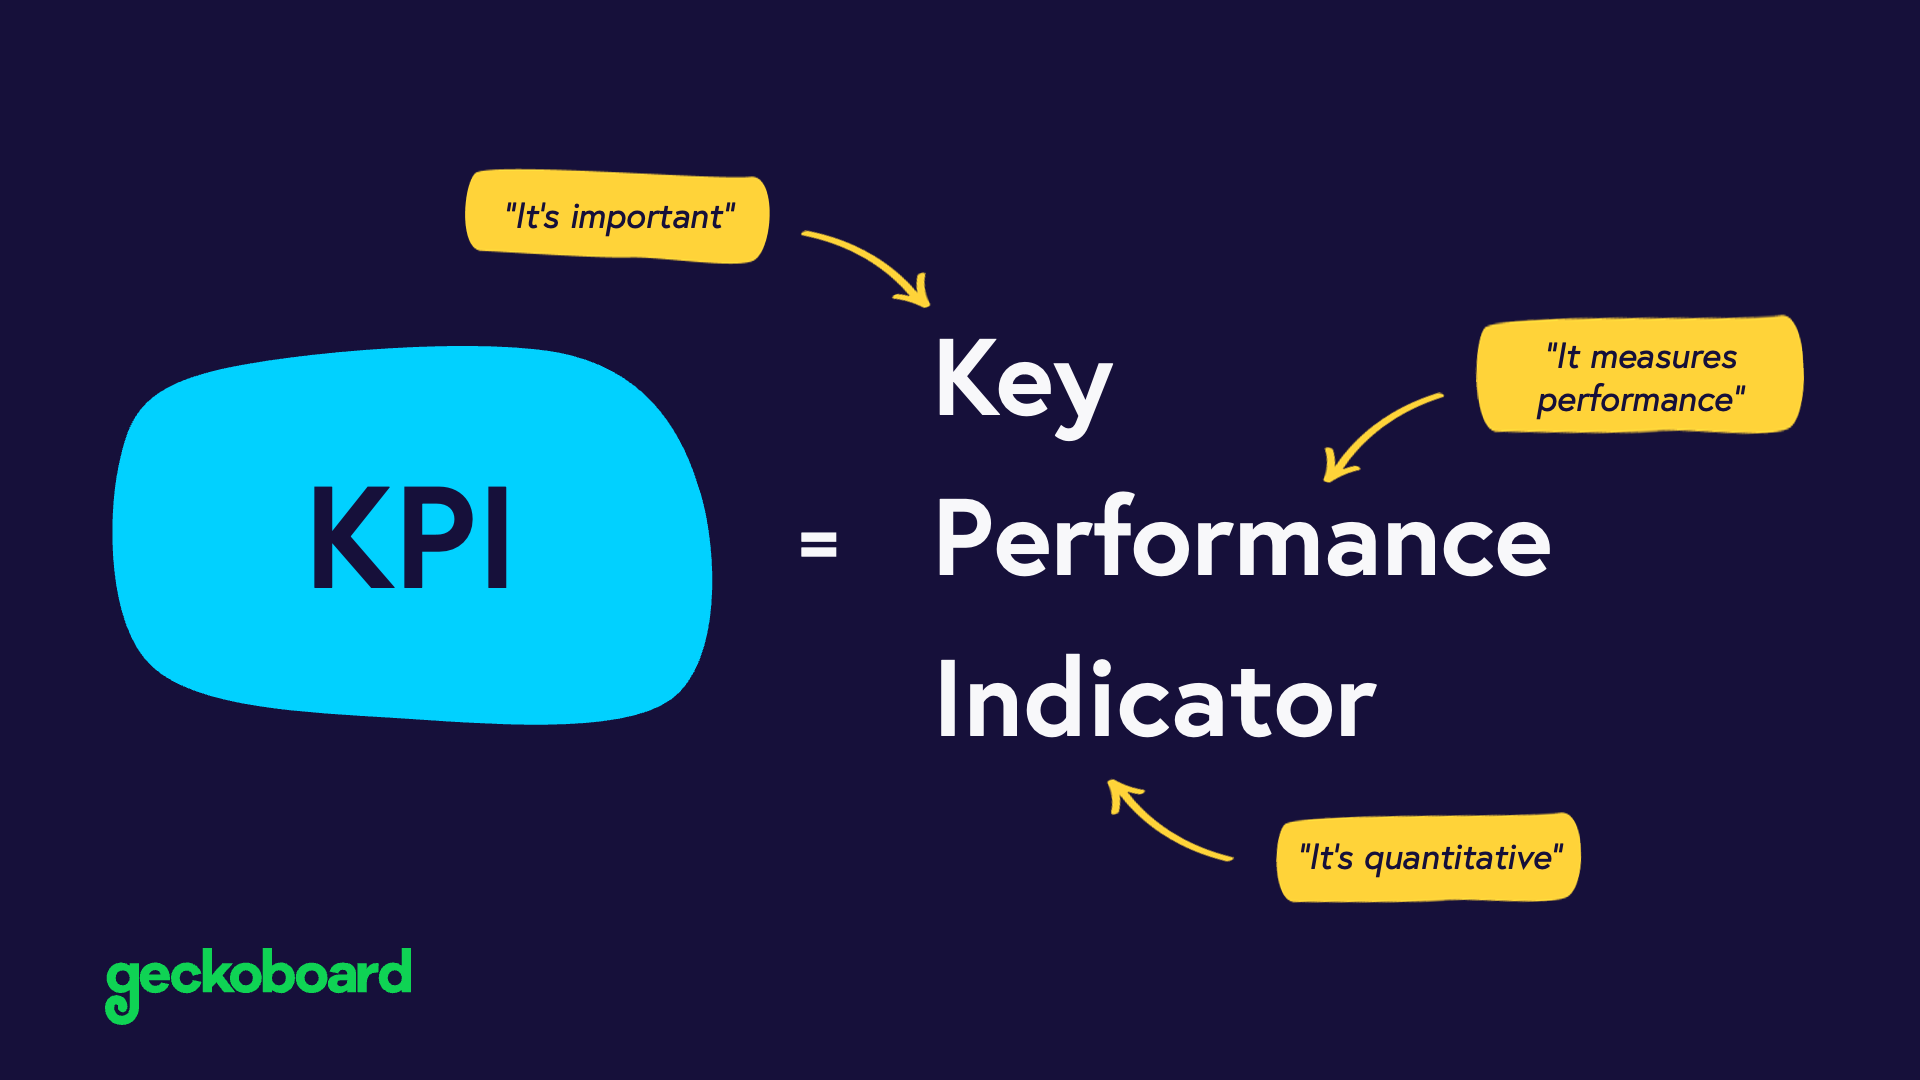 "It's important"
Key
"It measures
performance"
KPI
=
Performance
Indicator
"It's quantitative"
geckoboard